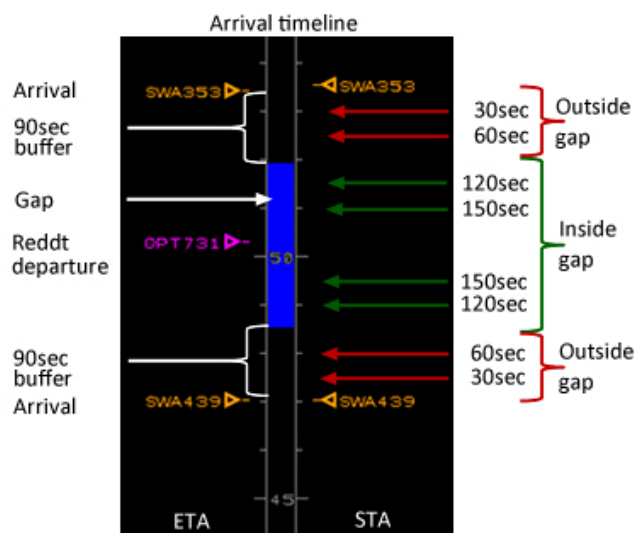 Arrival timeline
Arrival
SWA353
SWA353
30sec
Outside
gap
90sec
buffer
60sec
120sec
Gap
150sec
Inside
gap
Reddt
departure
OPT731
50
150sec
120sec
90sec
buffer
60sec
Outside
gap
30sec
Arrival
SWA439
SWA439
45
ETA
STA